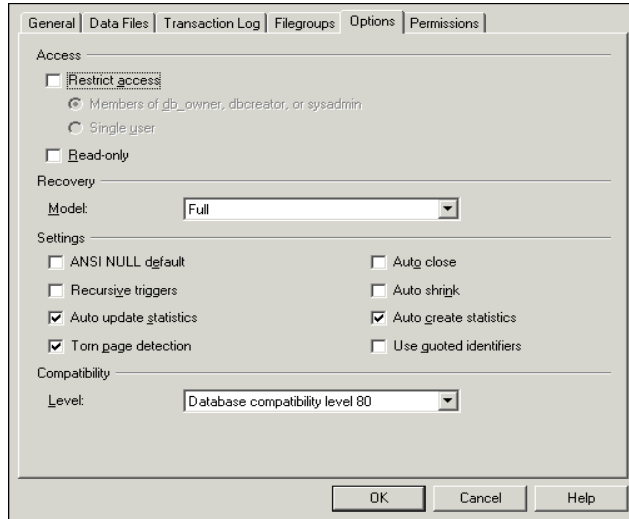 General Data Files Transaction Log Filegroups Options Permissions
Access
Restrict access
Members of db_owner, dbcreator, or sysadmin
Single user
Read-only
Recovery
Model: Full
Settings
ANSI NULL default Auto close
Recursive triggers Auto shrink
Auto update statistics Auto create statistics
Torn page detection Use quoted identifiers
Compatibility
Level: Database compatibility level 80
OK Cancel Help